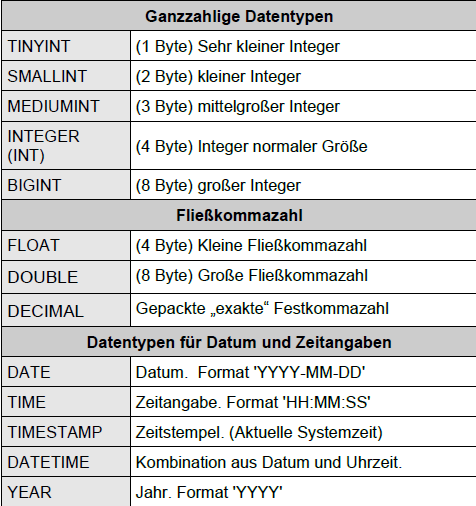 Ganzzahlige Datentypen
TINYINT (1 Byte) Sehr kleiner Integer
SMALLINT (2 Byte) kleiner Integer
MEDIUMINT (3 Byte) mittelgroßer Integer
INTEGER
(INT) (4 Byte) Integer normaler Größe
BIGINT (8 Byte) großer Integer
Fließkommazahl
FLOAT (4 Byte) Kleine Fließkommazahl
DOUBLE (8 Byte) Große Fließkommazahl
DECIMAL Gepackte „exakte“ Festkommazahl
Datentypen für Datum und Zeitangaben
DATE Datum. Format 'YYYY-MM-DD'
TIME Zeitangabe. Format 'HH:MM:SS'
TIMESTAMP Zeitstempel. (Aktuelle Systemzeit)
DATETIME Kombination aus Datum und Uhrzeit.
YEAR Jahr. Format 'YYYY'